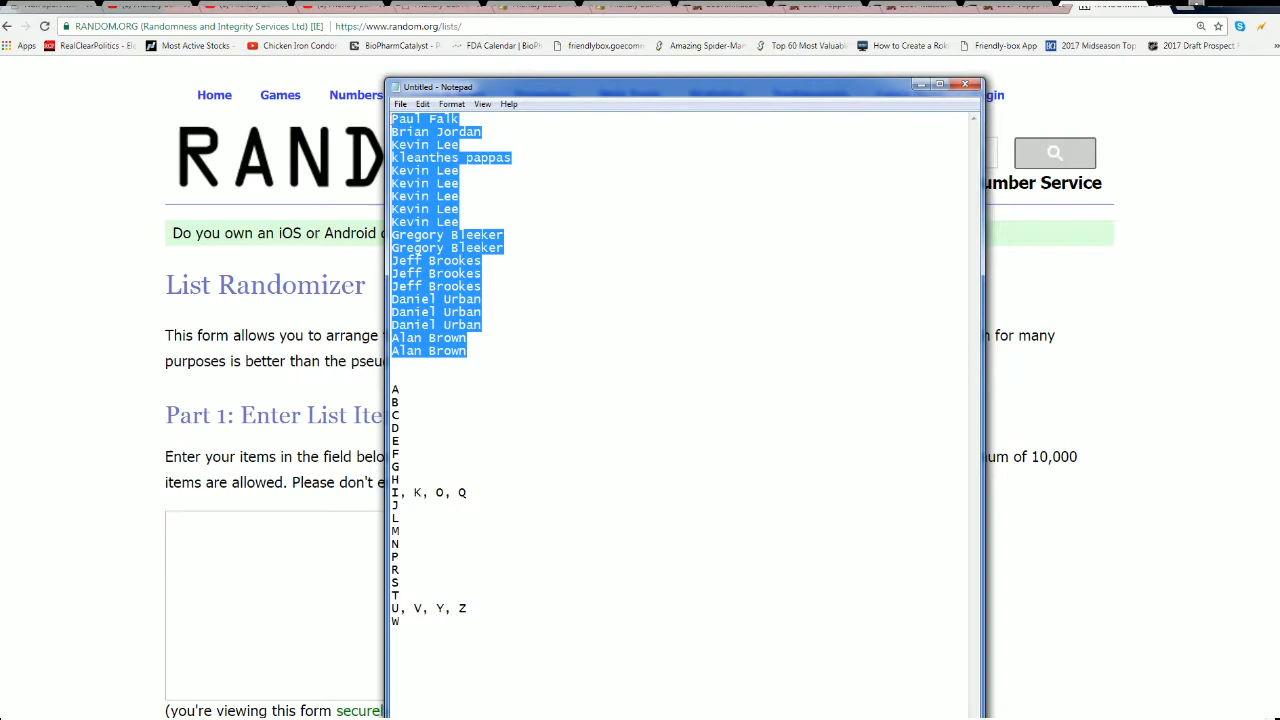 RANDOM.ORG (Randomness and Integrity Services Ltd) [IE] https://www.random.org/lists/
Apps RealClearPolitics - Ele Most Active Stocks - Chicken Iron Condor BioPharmCatalyst - FDA Calendar | BioPh friendlybox.goecomm Amazing Spider-Man Top 60 Most Valuabl How to Create a Rol Friendly-box App 2017 Midseason Top 2017 Draft Prospect
Home Games Numbers
RAND
umber Service
Do you own an iOS or Android
List Randomizer
This form allows you to arrange
for many
purposes is better than the
Part 1: Enter List Ite
Enter your items in the field
um of 10,000
items are allowed. Please don't
(you're viewing this form
Untitled - Notepad
File Edit Format View Help
Paul Falk
Brian Jordan
Kevin Lee
kleanthes pappas
Kevin Lee
Kevin Lee
Kevin Lee
Kevin Lee
Kevin Lee
Gregory Bleeker
Gregory Bleeker
Jeff Brookes
Jeff Brookes
Jeff Brookes
Daniel Urban
Daniel Urban
Daniel Urban
Alan Brown
Alan Brown
A
B
C
D
E
F
G
H
I, K, O, Q
J
L
M
N
P
R
S
T
U, V, Y, Z
W